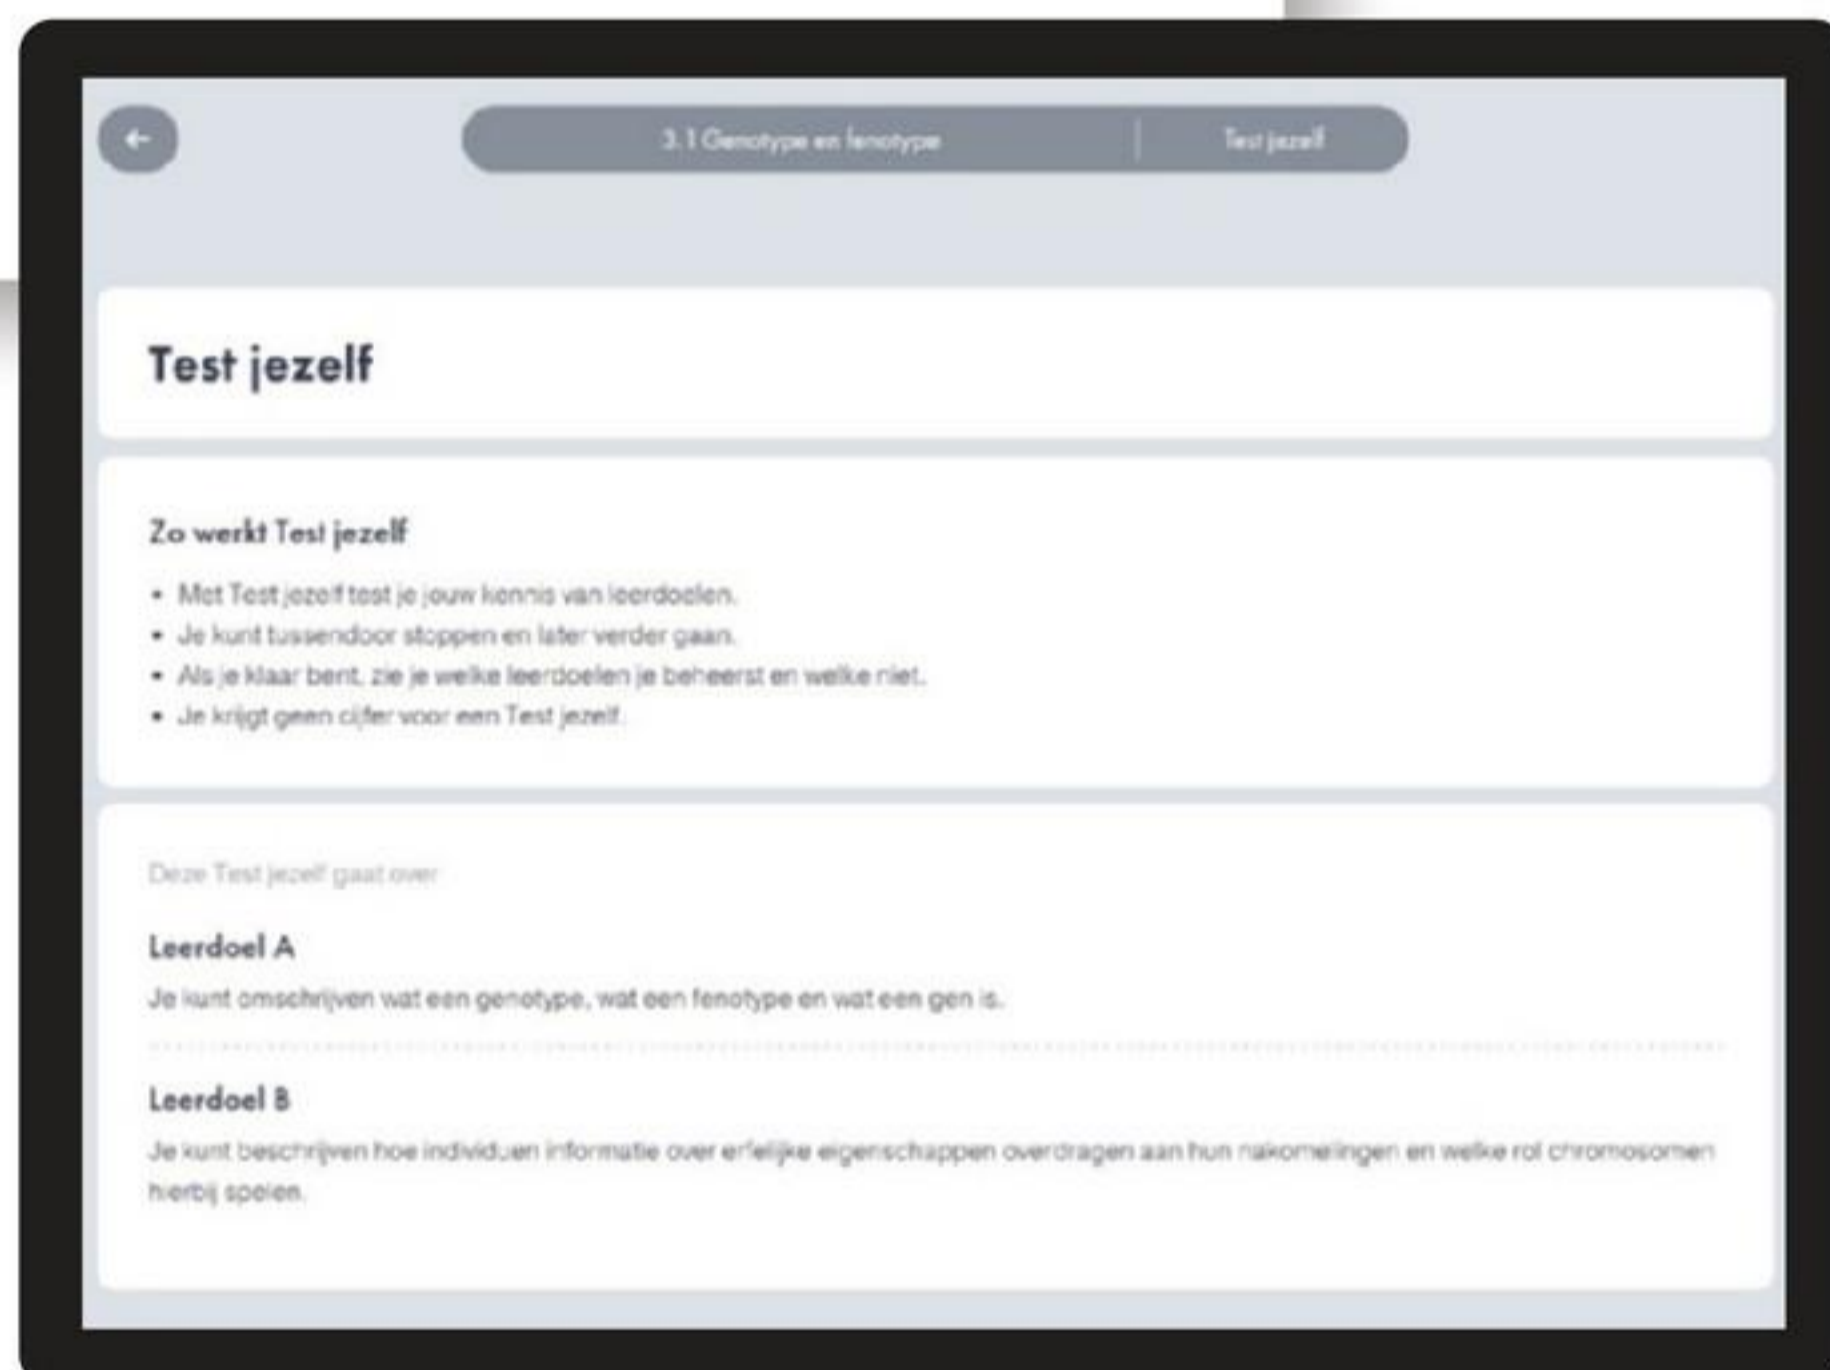 3.1 Genotype en fenotype
Test jezelf
Test jezelf
Zo werkt Test jezelf
• Met Test jezelf test je jouw kennis van leerdoelen.
• Je kunt tussendoor stoppen en later verder gaan.
• Als je klaar bent, zie je welke leerdoelen je beheerst en welke niet.
• Je krijgt geen cijfer voor een Test jezelf.
Deze Test jezelf gaat over
Leerdoel A
Je kunt omschrijven wat een genotype, wat een fenotype en wat een gen is.
Leerdoel B
Je kunt beschrijven hoe individuen informatie over erfelijke eigenschappen overdragen aan hun nakomelingen en welke rol chromosomen
hierbij spelen.